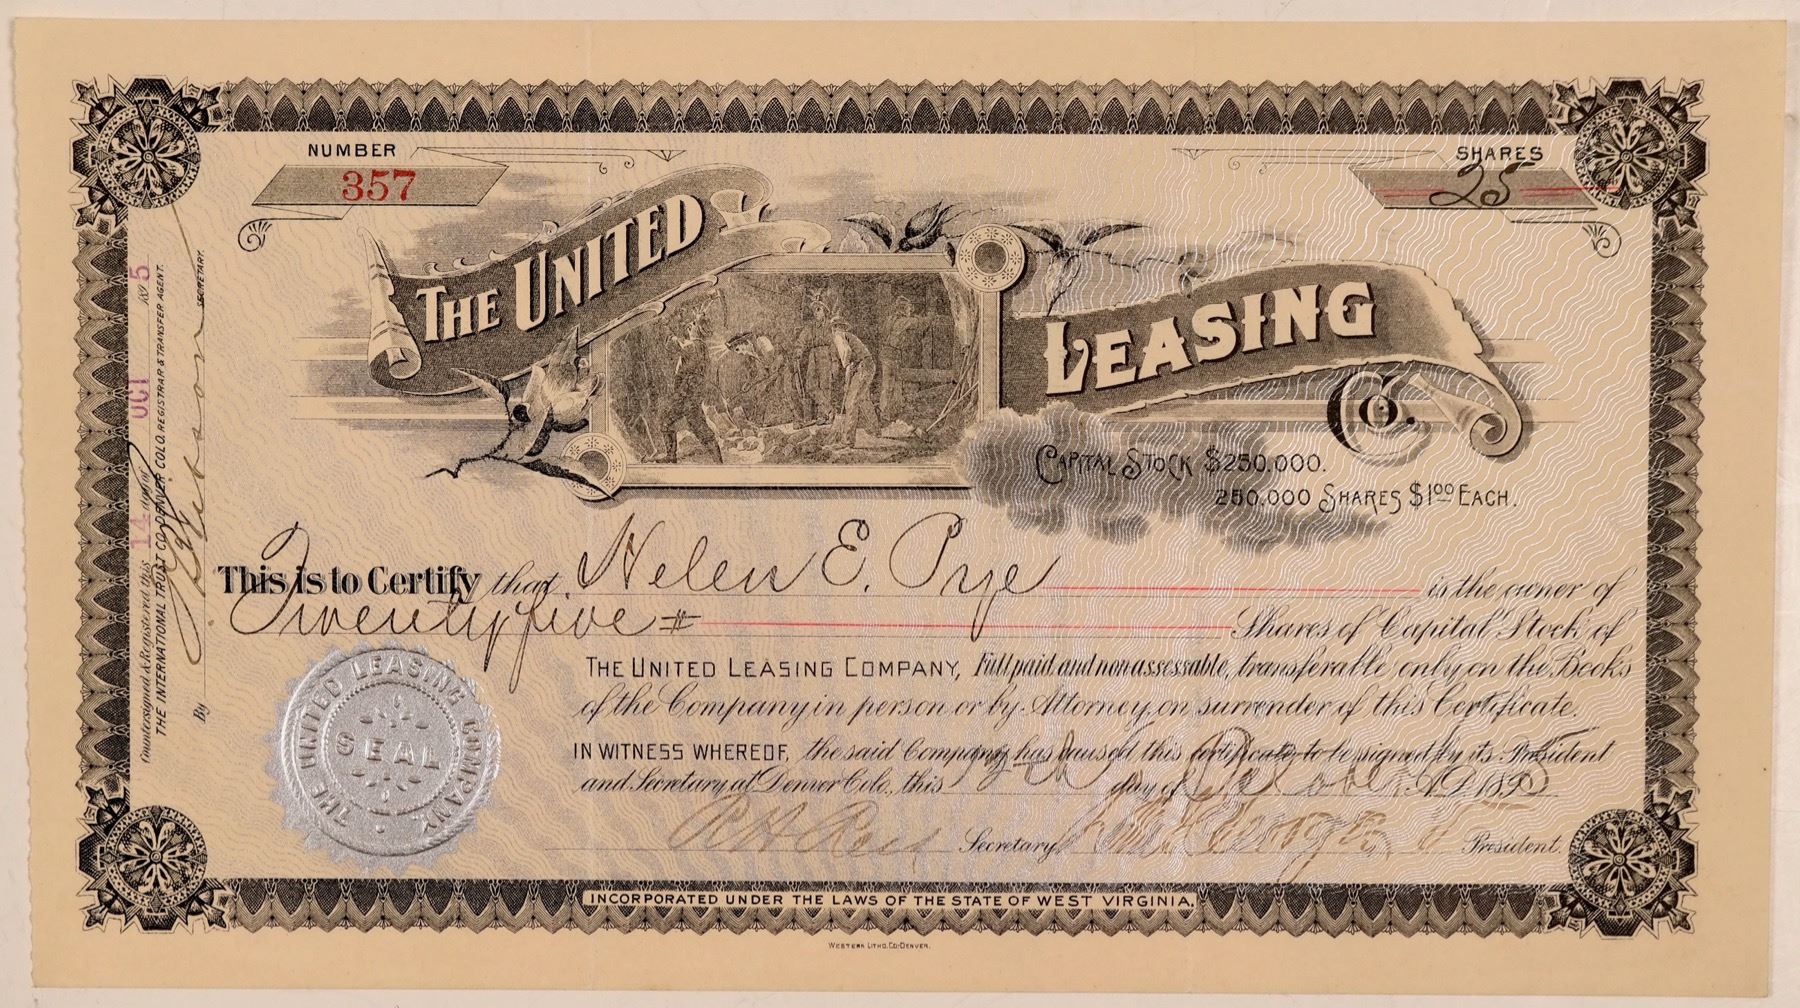 NUMBER
357
SHARES
25
THE UNITED
LEASING
Co.
CAPITAL STOCK $250,000.
250,000 SHARES $1.00 EACH.
This is to Certify that Helen E. Pye is the owner of
Twenty five Shares of Capital Stock of
THE UNITED LEASING COMPANY, Full paid and non assessable, transferable only on the Books
of the Company in person or by Attorney, on surrender of this Certificate.
IN WITNESS WHEREOF, the said Company has caused this certificate to be signed by its President
and Secretary at Denver Colo, this day of October A.D. 1895
Secretary President.
THE UNITED LEASING COMPANY
SEAL
Countersigned & Registered this 14 day of OCT 1895
THE INTERNATIONAL TRUST CO. DENVER COLO. REGISTRAR & TRANSFER AGENT.
By SECRETARY.
INCORPORATED UNDER THE LAWS OF THE STATE OF WEST VIRGINIA.
WESTERN LITHO. CO. DENVER.